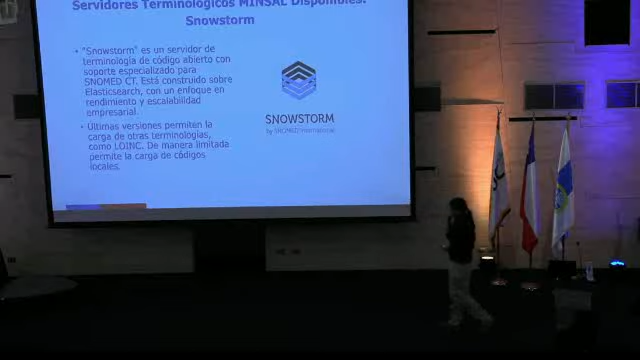 Servidores Terminológicos MINSAL Disponibles:
Snowstorm
• "Snowstorm" es un servidor de
terminología de código abierto con
soporte especializado para
SNOMED CT. Está construido sobre
Elasticsearch, con un enfoque en
rendimiento y escalabilidad
empresarial.
• Últimas versiones permiten la
carga de otras terminologías,
como LOINC. De manera limitada
permite la carga de códigos
locales.
SNOWSTORM
by SNOMED International